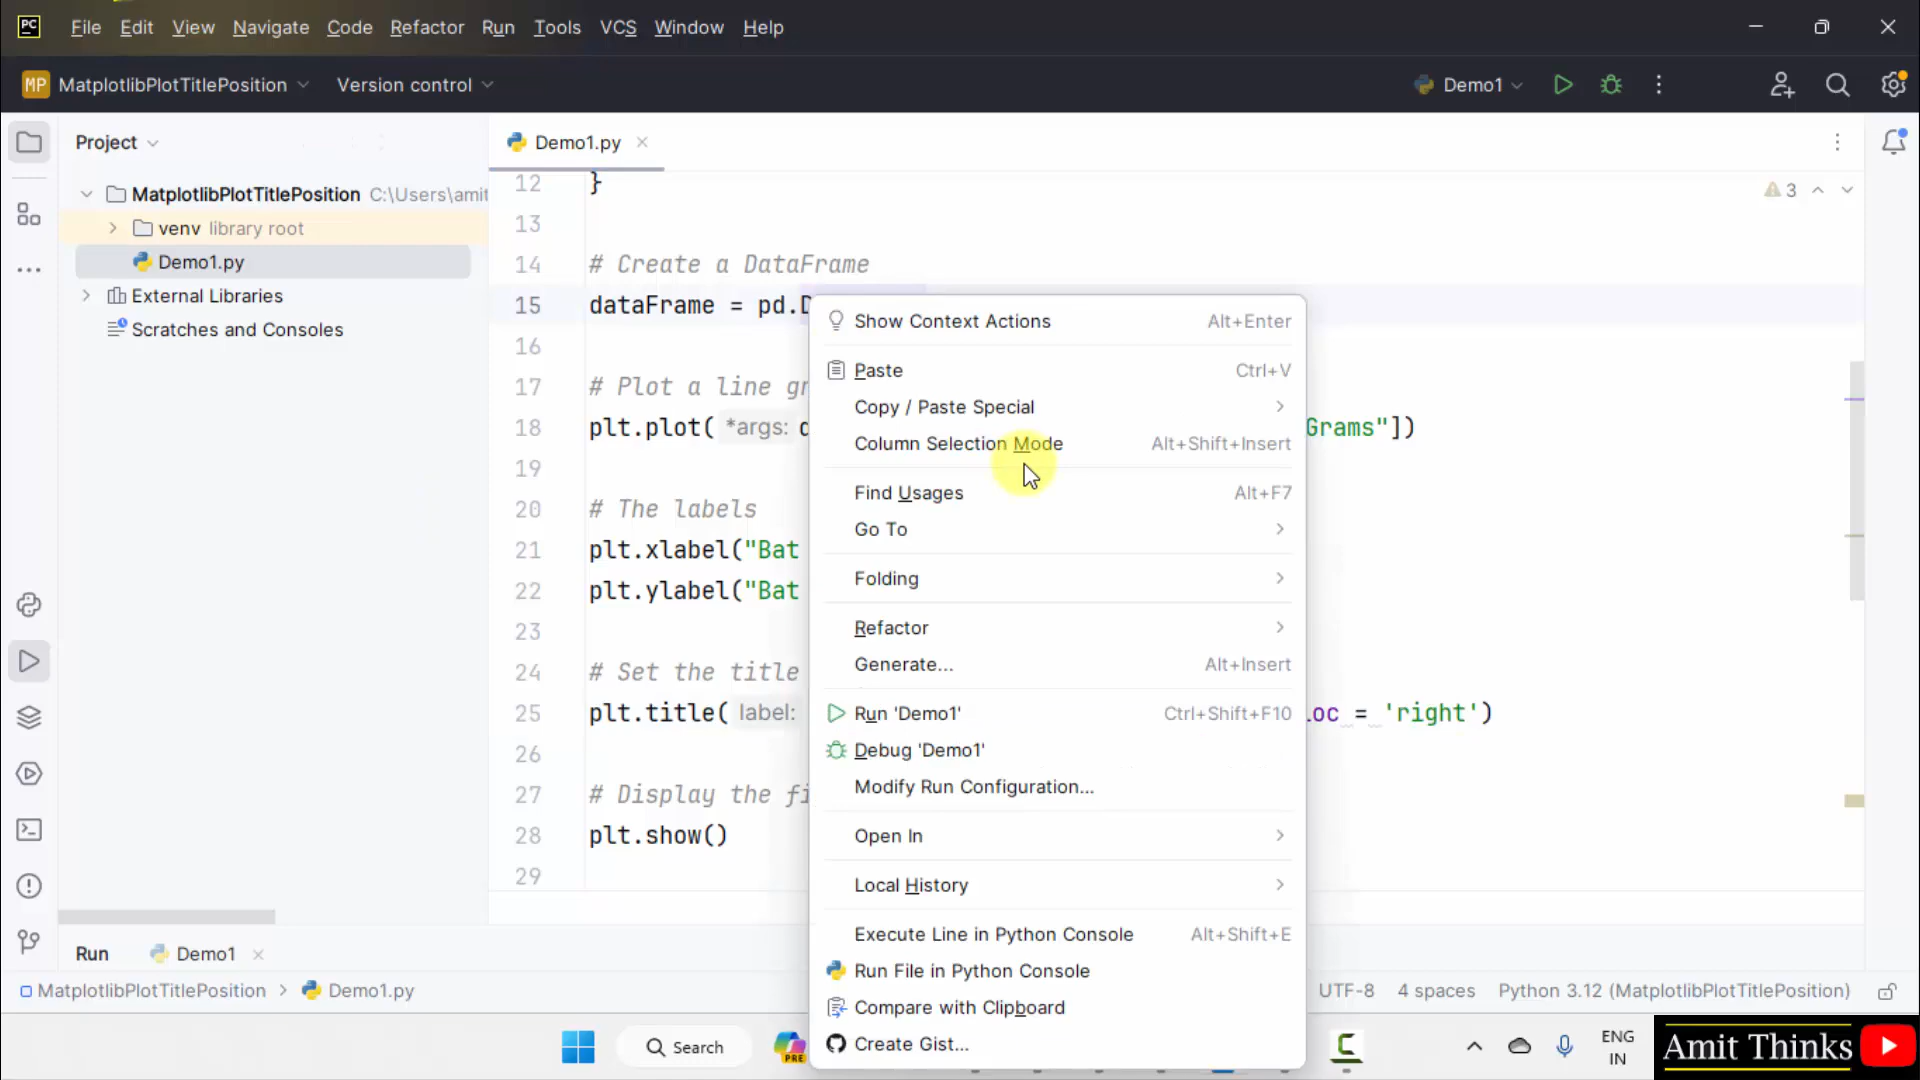 PC File Edit View Navigate Code Refactor Run Tools VCS Window Help
MP MatplotlibPlotTitlePosition Version control Demo1
Project
Demo1.py
MatplotlibPlotTitlePosition C:\Users\amit
venv library root
Demo1.py
External Libraries
Scratches and Consoles
3
12 }
13
14 # Create a DataFrame
15 dataFrame = pd.D
16
17 # Plot a line gr
18 plt.plot( *args: d Grams"])
19
20 # The labels
21 plt.xlabel("Bat
22 plt.ylabel("Bat
23
24 # Set the title
25 plt.title( label: loc = 'right')
26
27 # Display the fi
28 plt.show()
29
Show Context Actions Alt+Enter
Paste Ctrl+V
Copy / Paste Special
Column Selection Mode Alt+Shift+Insert
Find Usages Alt+F7
Go To
Folding
Refactor
Generate... Alt+Insert
Run 'Demo1' Ctrl+Shift+F10
Debug 'Demo1'
Modify Run Configuration...
Open In
Local History
Execute Line in Python Console Alt+Shift+E
Run File in Python Console
Compare with Clipboard
Create Gist...
Run Demo1
MatplotlibPlotTitlePosition > Demo1.py
UTF-8 4 spaces Python 3.12 (MatplotlibPlotTitlePosition)
Search
PRE
ENG
IN
Amit Thinks